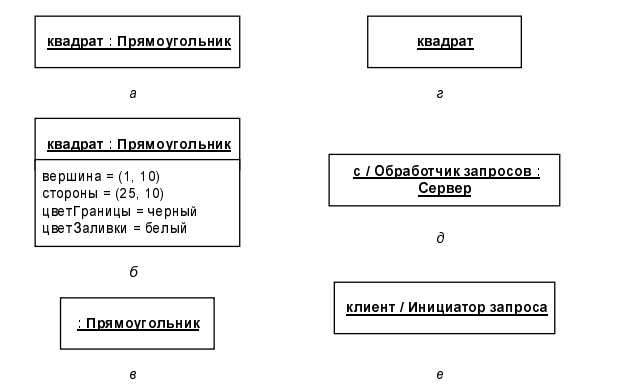 квадрат : Прямоугольник
а
квадрат : Прямоугольник
вершина = (1, 10)
стороны = (25, 10)
цветГраницы = черный
цветЗаливки = белый
б
: Прямоугольник
в
квадрат
г
с / Обработчик запросов :
Сервер
д
клиент / Инициатор запроса
е